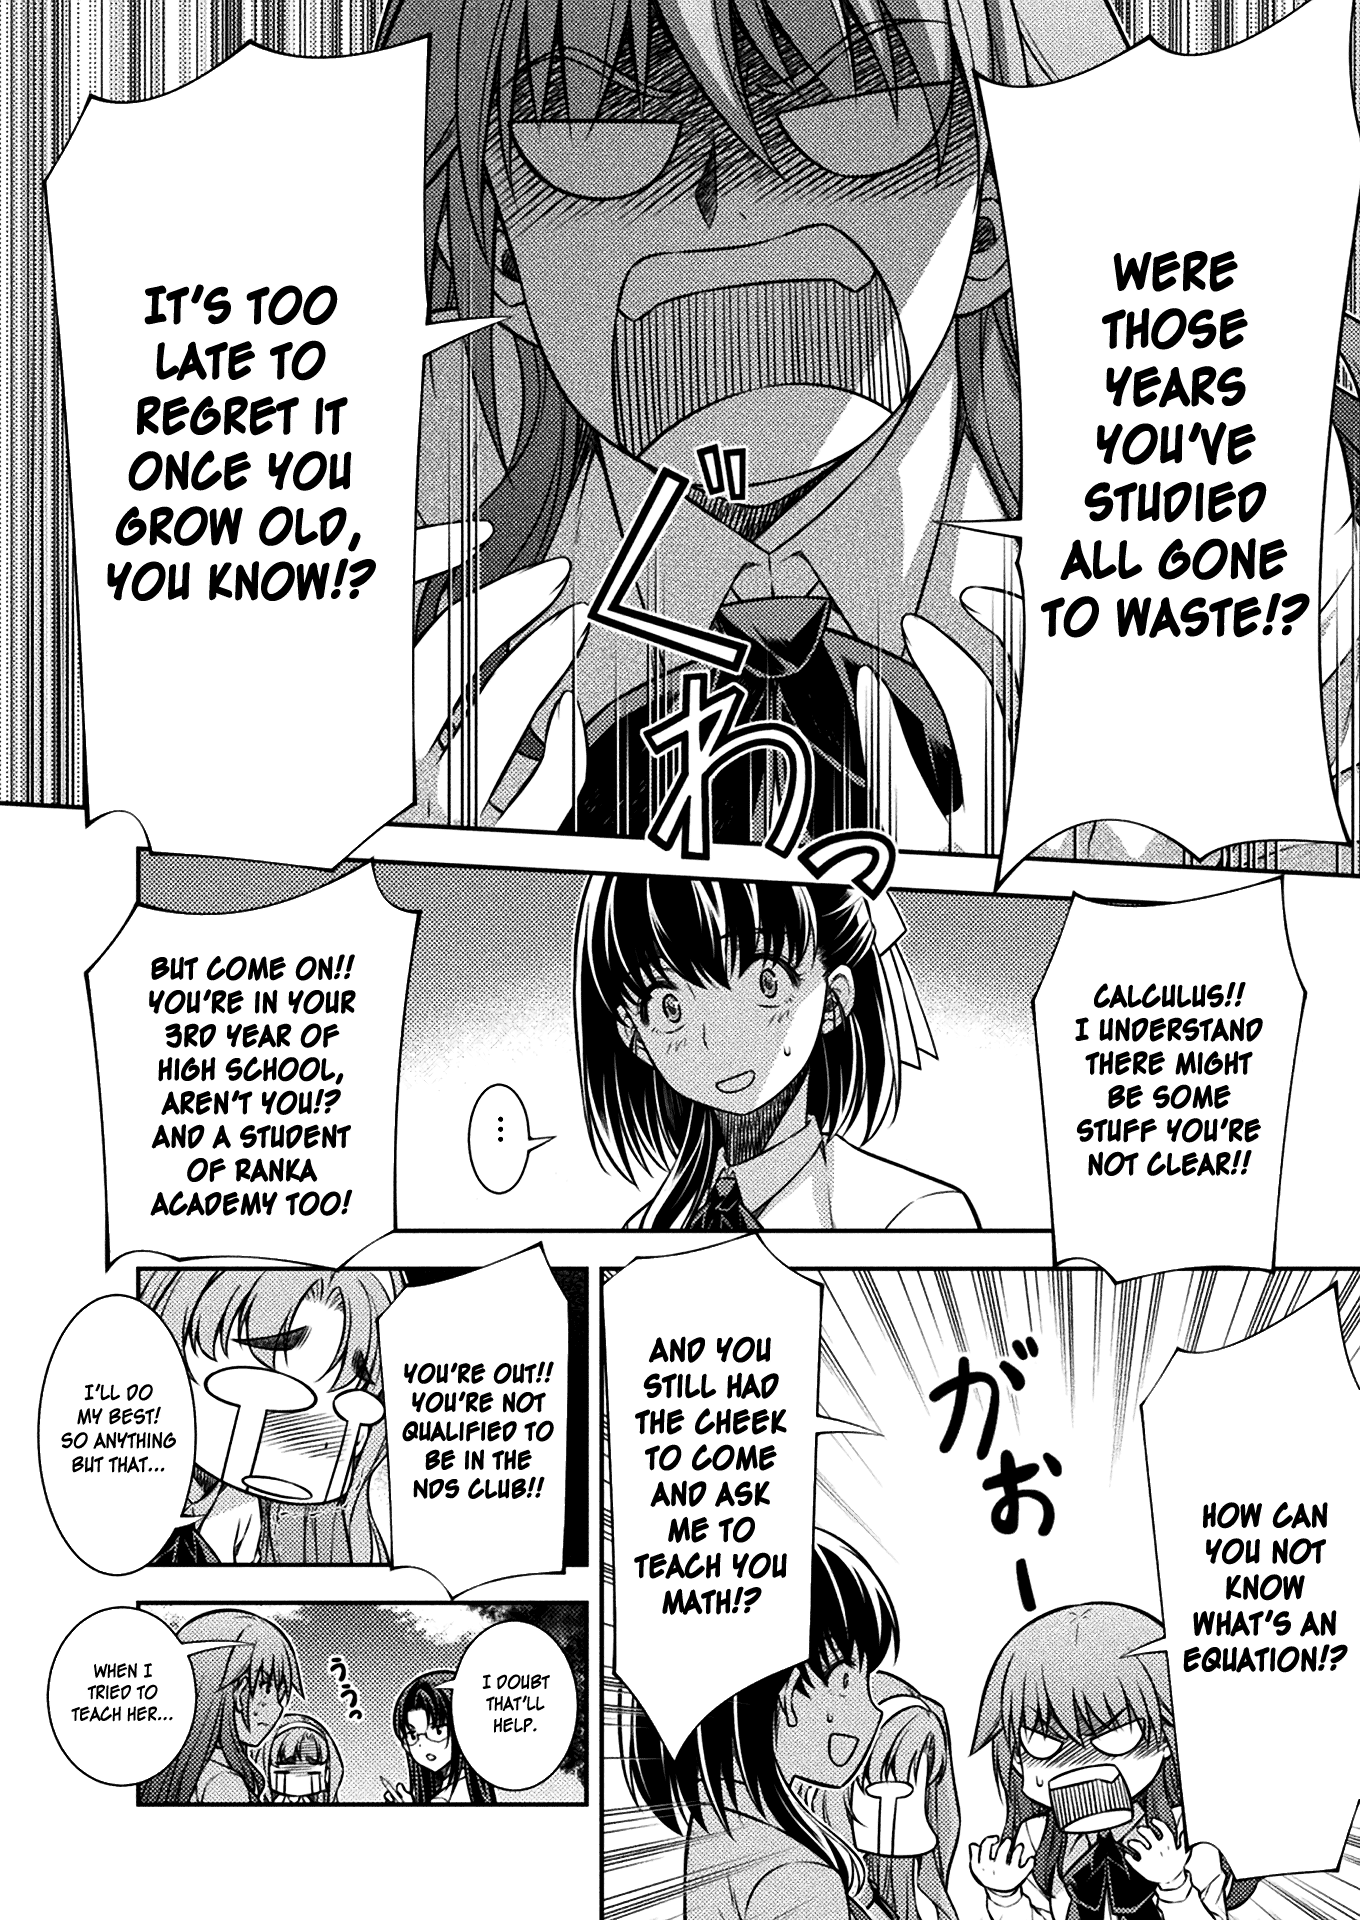 WERE
THOSE
YEARS
YOU'VE
STUDIED
ALL GONE
TO WASTE!?
IT'S TOO
LATE TO
REGRET IT
ONCE YOU
GROW OLD,
YOU KNOW!?
ぐわっ
CALCULUS!!
I UNDERSTAND
THERE MIGHT
BE SOME
STUFF YOU'RE
NOT CLEAR!!
...
BUT COME ON!!
YOU'RE IN YOUR
3RD YEAR OF
HIGH SCHOOL,
AREN'T YOU!?
AND A STUDENT
OF RANKA
ACADEMY TOO!
HOW CAN
YOU NOT
KNOW
WHAT'S AN
EQUATION!?
がおー
AND YOU
STILL HAD
THE CHEEK
TO COME
AND ASK
ME TO
TEACH YOU
MATH!?
YOU'RE OUT!!
YOU'RE NOT
QUALIFIED TO
BE IN THE
NDS CLUB!!
I'LL DO
MY BEST!
SO ANYTHING
BUT THAT...
I DOUBT
THAT'LL
HELP.
うぅっ
WHEN I
TRIED TO
TEACH HER...